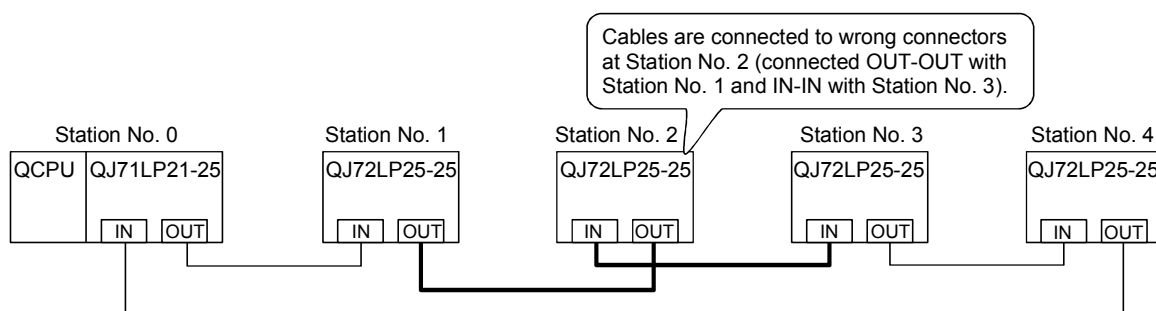 Cables are connected to wrong connectors
at Station No. 2 (connected OUT-OUT with
Station No. 1 and IN-IN with Station No. 3).
Station No. 0 Station No. 1 Station No. 2 Station No. 3 Station No. 4
QCPU QJ71LP21-25 QJ72LP25-25 QJ72LP25-25 QJ72LP25-25 QJ72LP25-25
IN OUT IN OUT IN OUT IN OUT IN OUT